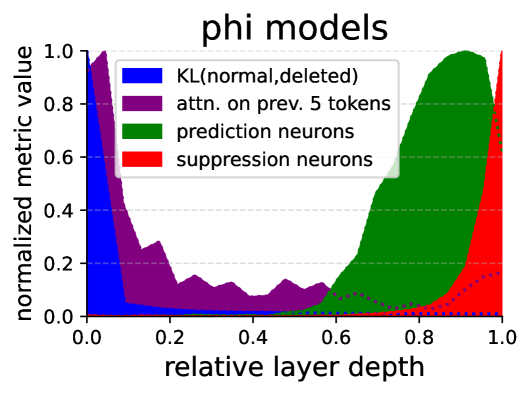 phi models
normalized metric value
1.0
0.8
0.6
0.4
0.2
0.0
KL(normal,deleted)
attn. on prev. 5 tokens
prediction neurons
suppression neurons
0.0 0.2 0.4 0.6 0.8 1.0
relative layer depth